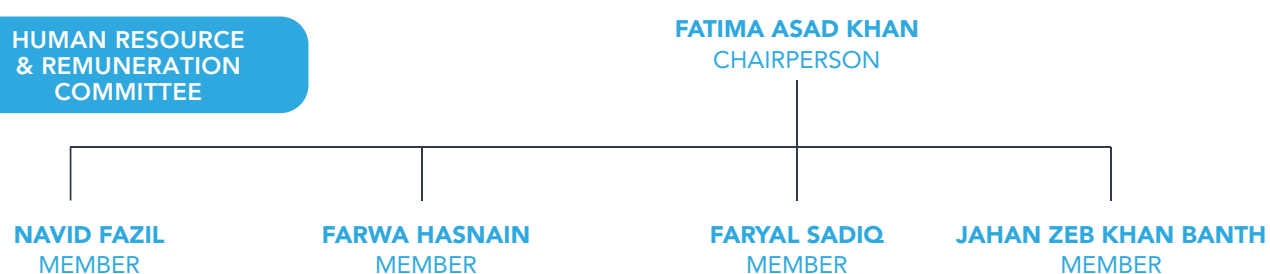 HUMAN RESOURCE
& REMUNERATION
COMMITTEE
FATIMA ASAD KHAN
CHAIRPERSON
NAVID FAZIL
MEMBER
FARWA HASNAIN
MEMBER
FARYAL SADIQ
MEMBER
JAHAN ZEB KHAN BANTH
MEMBER